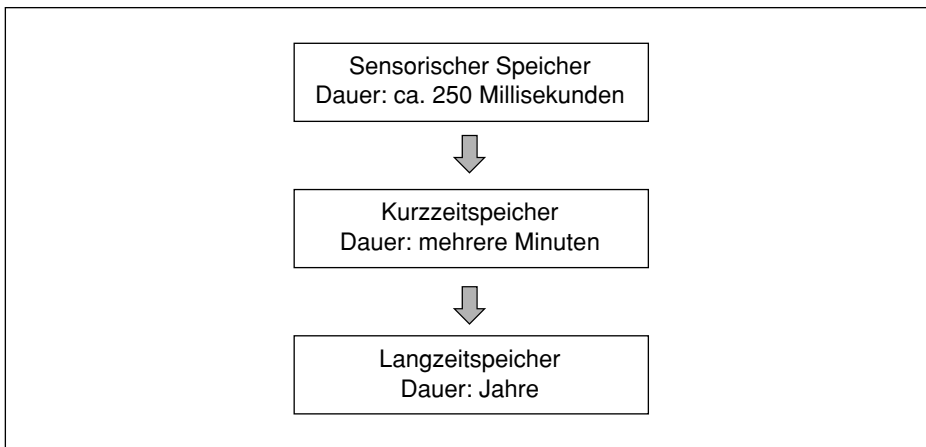 Sensorischer Speicher
Dauer: ca. 250 Millisekunden
Kurzzeitspeicher
Dauer: mehrere Minuten
Langzeitspeicher
Dauer: Jahre